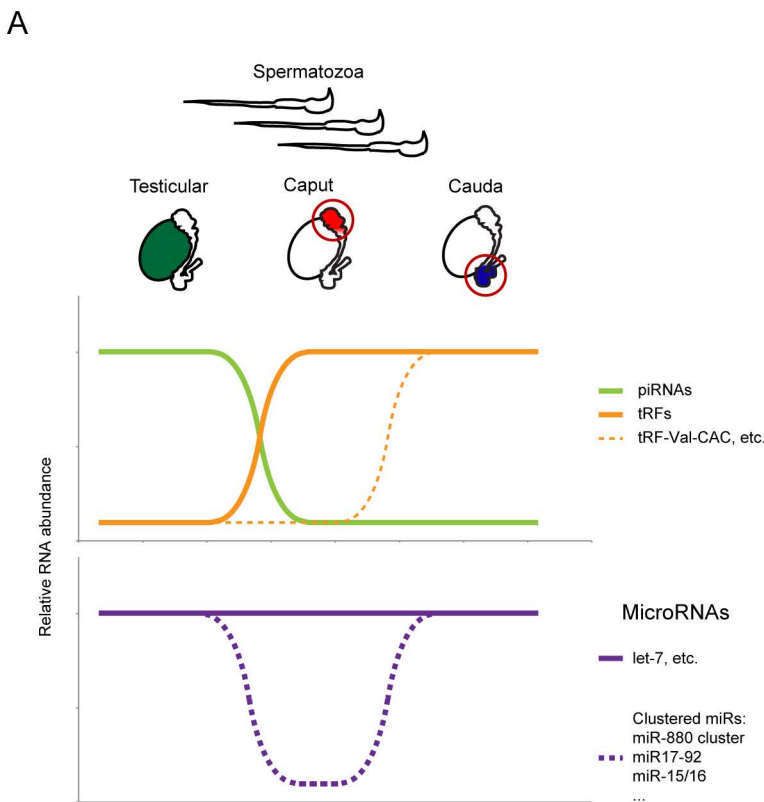 A
Spermatozoa
Testicular
Caput
Cauda
piRNAs
tRFs
tRF-Val-CAC, etc.
Relative RNA abundance
MicroRNAs
let-7, etc.
Clustered miRs:
miR-880 cluster
miR17-92
miR-15/16
...